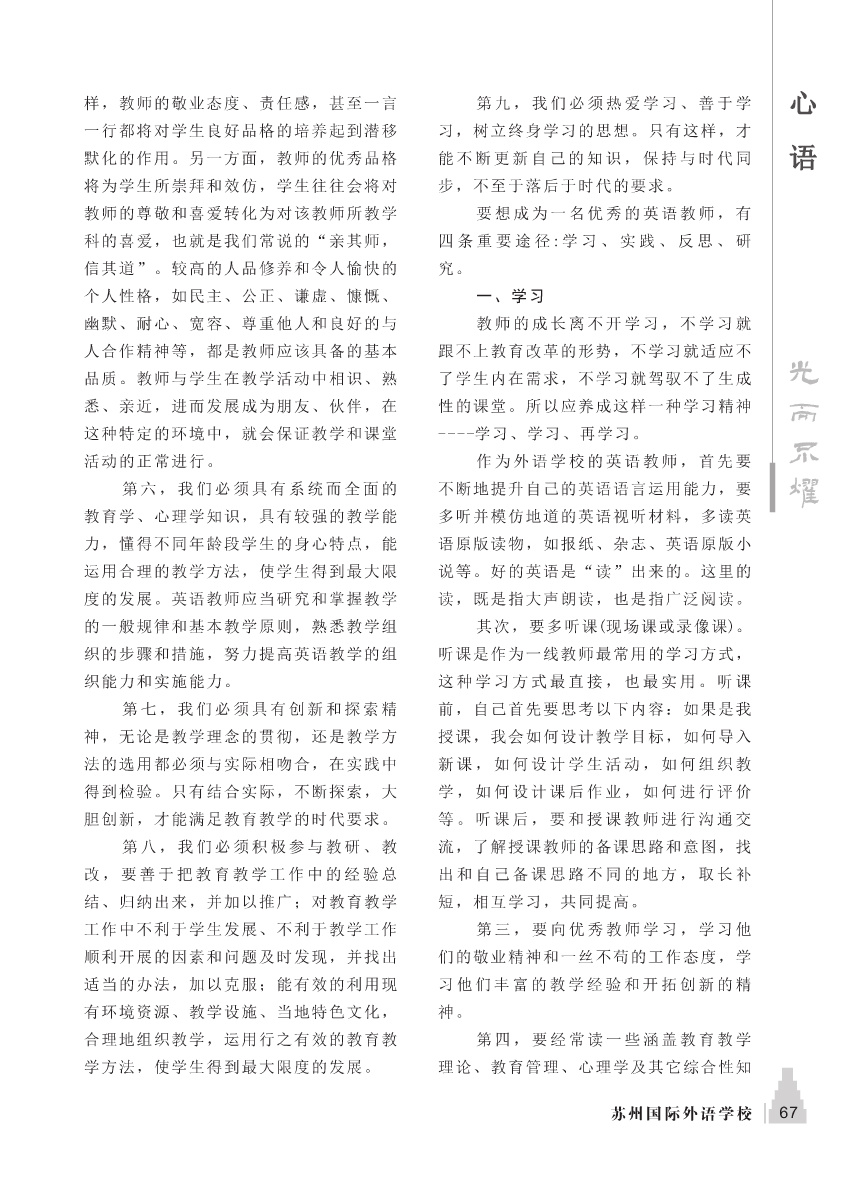 样，教师的敬业态度、责任感，甚至一言
一行都将对学生良好品格的培养起到潜移
默化的作用。另一方面，教师的优秀品格
将为学生所崇拜和效仿，学生往往会将对
教师的尊敬和喜爱转化为对该教师所教学
科的喜爱，也就是我们常说的“亲其师，
信其道”。较高的人品修养和令人愉快的
个人性格，如民主、公正、谦虚、慷慨、
幽默、耐心、宽容、尊重他人和良好的与
人合作精神等，都是教师应该具备的基本
品质。教师与学生在教学活动中相识、熟
悉、亲近，进而发展成为朋友、伙伴，在
这种特定的环境中，就会保证教学和课堂
活动的正常进行。
第六，我们必须具有系统而全面的
教育学、心理学知识，具有较强的教学能
力，懂得不同年龄段学生的身心特点，能
运用合理的教学方法，使学生得到最大限
度的发展。英语教师应当研究和掌握教学
的一般规律和基本教学原则，熟悉教学组
织的步骤和措施，努力提高英语教学的组
织能力和实施能力。
第七，我们必须具有创新和探索精
神，无论是教学理念的贯彻，还是教学方
法的选用都必须与实际相吻合，在实践中
得到检验。只有结合实际，不断探索，大
胆创新，才能满足教育教学的时代要求。
第八，我们必须积极参与教研、教
改，要善于把教育教学工作中的经验总
结、归纳出来，并加以推广；对教育教学
工作中不利于学生发展、不利于教学工作
顺利开展的因素和问题及时发现，并找出
适当的办法，加以克服；能有效的利用现
有环境资源、教学设施、当地特色文化，
合理地组织教学，运用行之有效的教育教
学方法，使学生得到最大限度的发展。
第九，我们必须热爱学习、善于学
习，树立终身学习的思想。只有这样，才
能不断更新自己的知识，保持与时代同
步，不至于落后于时代的要求。
要想成为一名优秀的英语教师，有
四条重要途径:学习、实践、反思、研
究。
一、学习
教师的成长离不开学习，不学习就
跟不上教育改革的形势，不学习就适应不
了学生内在需求，不学习就驾驭不了生成
性的课堂。所以应养成这样一种学习精神
----学习、学习、再学习。
作为外语学校的英语教师，首先要
不断地提升自己的英语语言运用能力，要
多听并模仿地道的英语视听材料，多读英
语原版读物，如报纸、杂志、英语原版小
说等。好的英语是“读”出来的。这里的
读，既是指大声朗读，也是指广泛阅读。
其次，要多听课(现场课或录像课)。
听课是作为一线教师最常用的学习方式，
这种学习方式最直接，也最实用。听课
前，自己首先要思考以下内容：如果是我
授课，我会如何设计教学目标，如何导入
新课，如何设计学生活动，如何组织教
学，如何设计课后作业，如何进行评价
等。听课后，要和授课教师进行沟通交
流，了解授课教师的备课思路和意图，找
出和自己备课思路不同的地方，取长补
短，相互学习，共同提高。
第三，要向优秀教师学习，学习他
们的敬业精神和一丝不苟的工作态度，学
习他们丰富的教学经验和开拓创新的精
神。
第四，要经常读一些涵盖教育教学
理论、教育管理、心理学及其它综合性知
心语
光而不耀
苏州国际外语学校
67